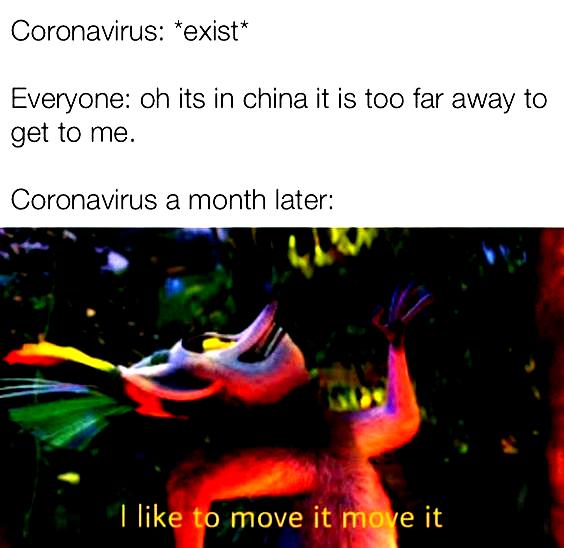 Coronavirus: *exist*
Everyone: oh its in china it is too far away to
get to me.
Coronavirus a month later:
I like to move it move it